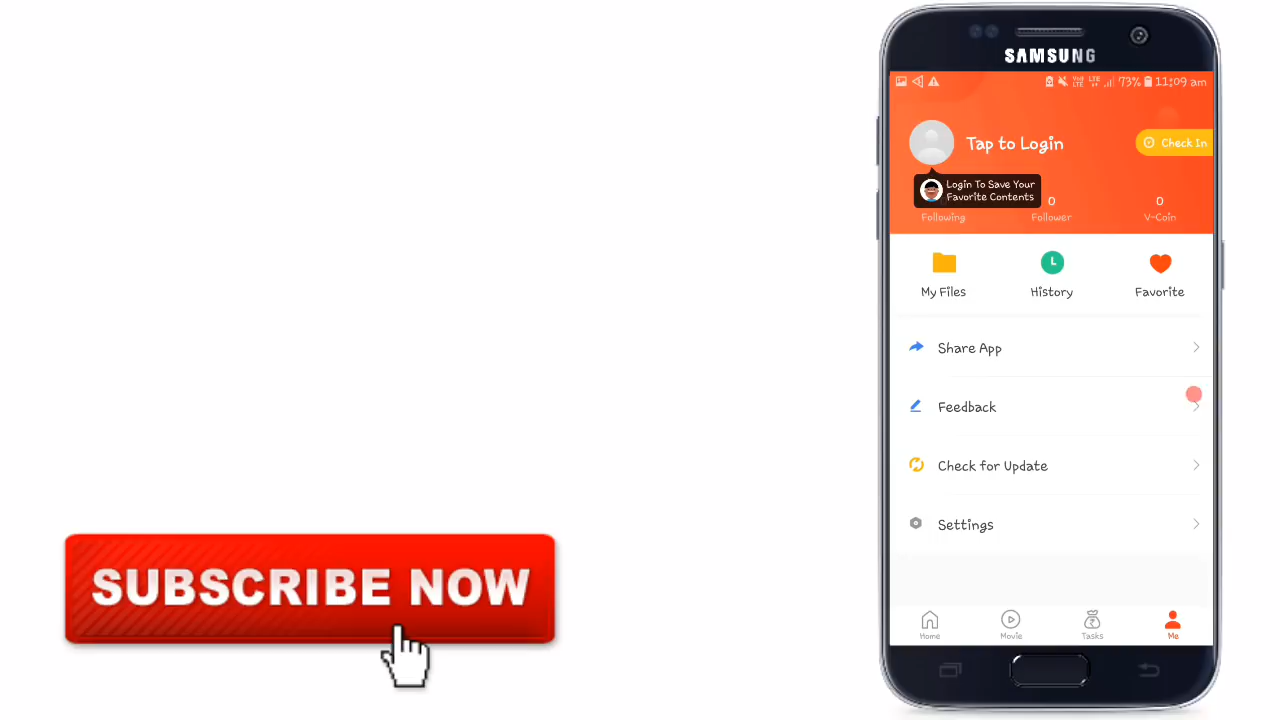 SAMSUNG
73% 11:09 am
Tap to Login
Check In
Login To Save Your
Favorite Contents
0
0
Following
Follower
V-Coin
My Files
History
Favorite
Share App
Feedback
Check for Update
Settings
Home
Movie
Tasks
Me
SUBSCRIBE NOW